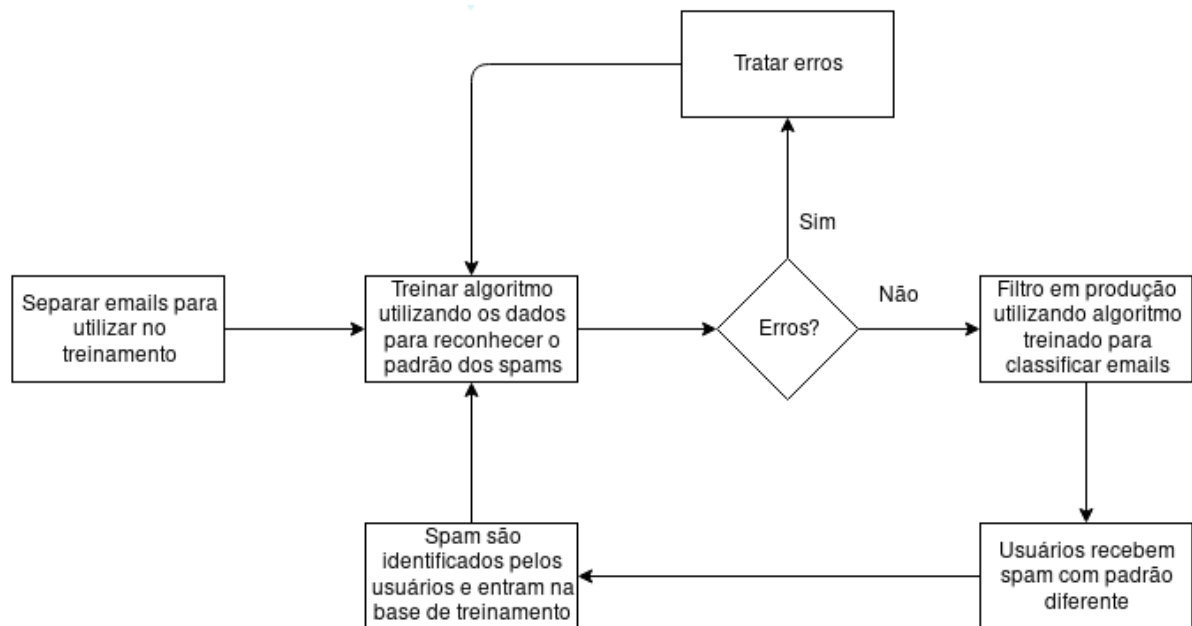 Tratar erros
Sim
Separar emails para
utilizar no
treinamento
Treinar algoritmo
utilizando os dados
para reconhecer o
padrão dos spams
Erros?
Não
Filtro em produção
utilizando algoritmo
treinado para
classificar emails
Spam são
identificados pelos
usuários e entram na
base de treinamento
Usuários recebem
spam com padrão
diferente